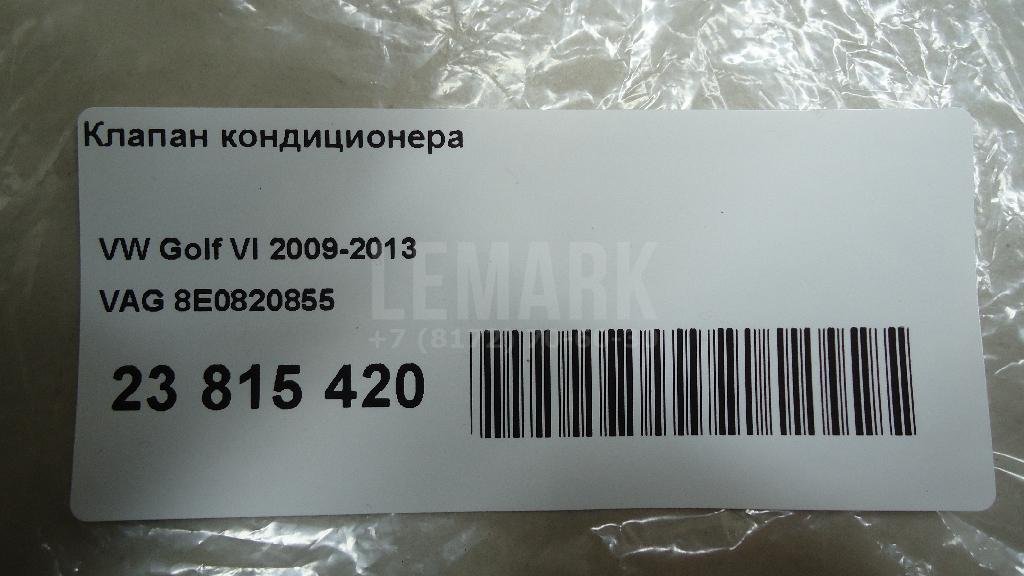 Клапан кондиционера
VW Golf VI 2009-2013
LEMARK
VAG 8E0820855
23 815 420